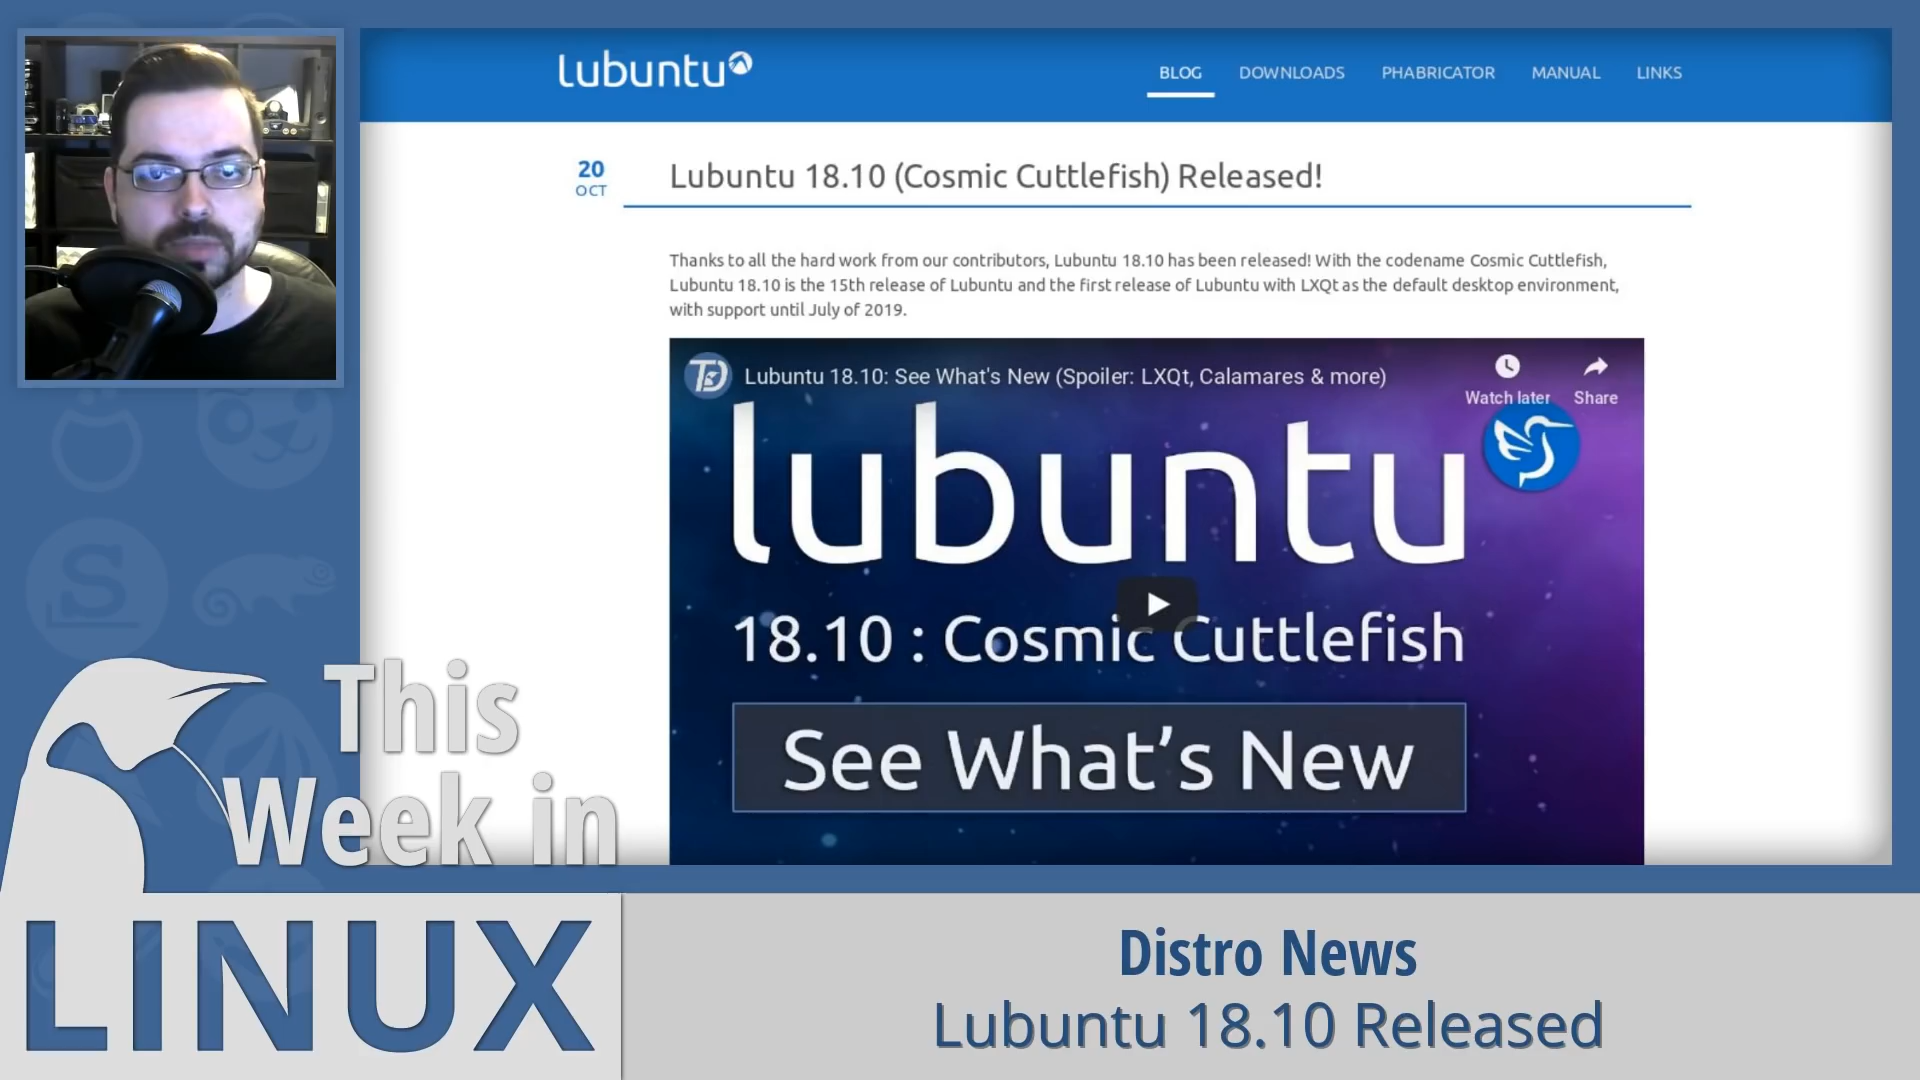 lubuntu
BLOG
DOWNLOADS
PHABRICATOR
MANUAL
LINKS
20
OCT
Lubuntu 18.10 (Cosmic Cuttlefish) Released!
Thanks to all the hard work from our contributors, Lubuntu 18.10 has been released! With the codename Cosmic Cuttlefish,
Lubuntu 18.10 is the 15th release of Lubuntu and the first release of Lubuntu with LXQt as the default desktop environment,
with support until July of 2019.
Lubuntu 18.10: See What's New (Spoiler: LXQt, Calamares & more)
Watch later
Share
lubuntu
18.10 : Cosmic Cuttlefish
See What's New
This
Week in
LINUX
Distro News
Lubuntu 18.10 Released